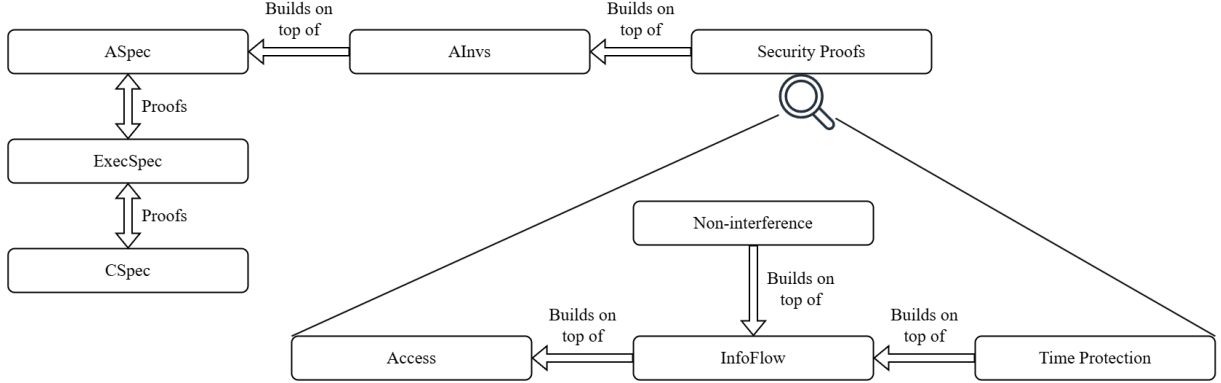 Builds on
top of
Builds on
top of
ASpec
AInvs
Security Proofs
Proofs
ExecSpec
Proofs
CSpec
Non-interference
Builds on
top of
Builds on
top of
Builds on
top of
Access
InfoFlow
Time Protection